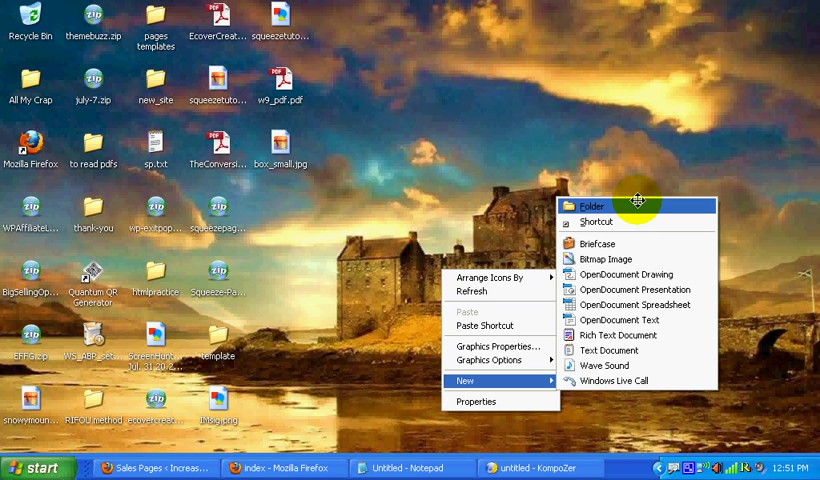 Recycle Bin
themebuzz.zip
pages
templates
EcoverCreat...
squeezetuto...
All My Crap
july-7.zip
new_site
squeezetuto...
w9_pdf.pdf
Mozilla Firefox
to read pdfs
sp.txt
TheConversi...
box_small.jpg
WPAffiliateL...
thank-you
wp-exitpop...
squeezepag...
BigSellingOp...
Quantum QR
Generator
htmlpractice
Squeeze-Pa...
EFFG.zip
WS_ABP_set...
ScreenHunt...
Jul. 31 20.2...
template
snowymoun...
RIFOU method
ecovercreat...
IMsig.png
Arrange Icons By
Refresh
Paste
Paste Shortcut
Graphics Properties...
Graphics Options
New
Properties
Folder
Shortcut
Briefcase
Bitmap Image
OpenDocument Drawing
OpenDocument Presentation
OpenDocument Spreadsheet
OpenDocument Text
Rich Text Document
Text Document
Wave Sound
Windows Live Call
start
Sales Pages ‹ Increas...
index - Mozilla Firefox
Untitled - Notepad
untitled - KompoZer
12:51 PM